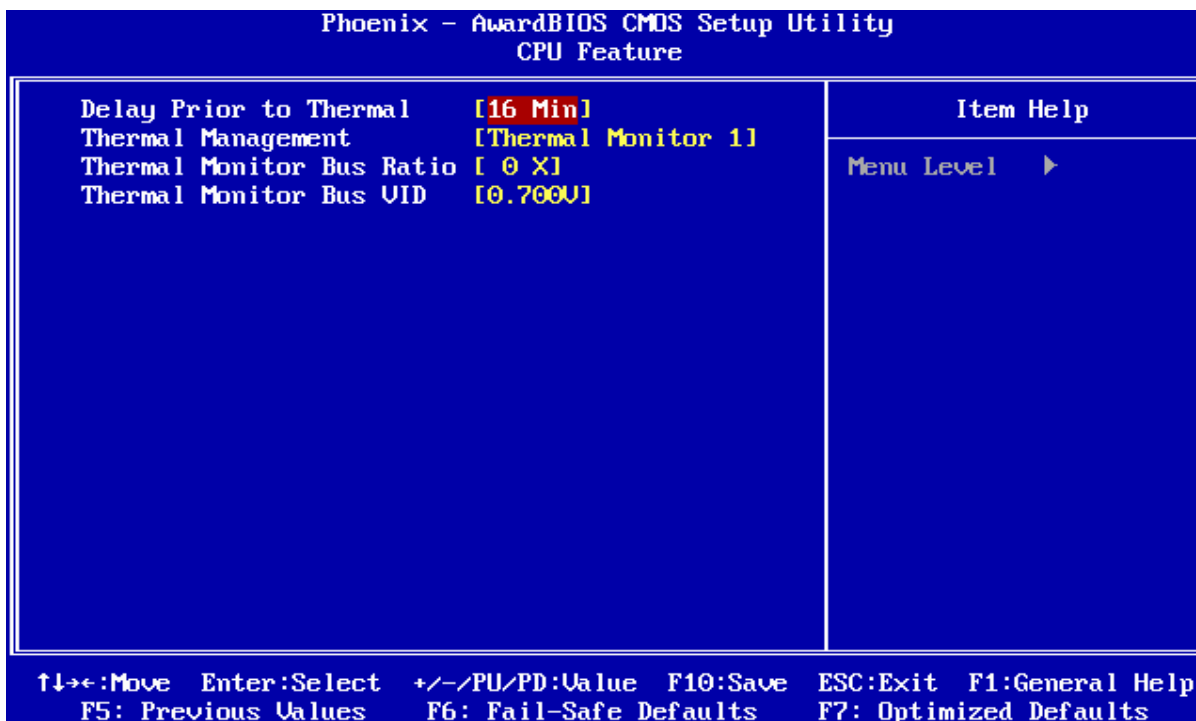 Phoenix - AwardBIOS CMOS Setup Utility
CPU Feature
Delay Prior to Thermal [16 Min]
Thermal Management [Thermal Monitor 1]
Thermal Monitor Bus Ratio [ 0 X]
Thermal Monitor Bus VID [0.700V]
Item Help
Menu Level ▶
↑↓→←:Move Enter:Select +/-/PU/PD:Value F10:Save ESC:Exit F1:General Help
F5: Previous Values F6: Fail-Safe Defaults F7: Optimized Defaults